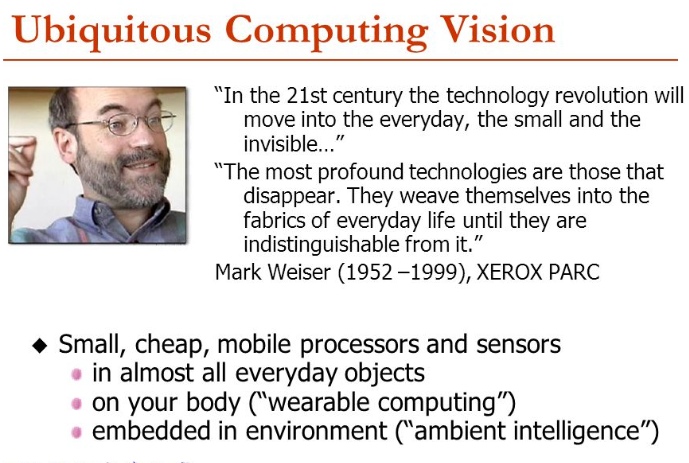 Ubiquitous Computing Vision
“In the 21st century the technology revolution will
move into the everyday, the small and the
invisible…”
“The most profound technologies are those that
disappear. They weave themselves into the
fabrics of everyday life until they are
indistinguishable from it.”
Mark Weiser (1952 –1999), XEROX PARC
Small, cheap, mobile processors and sensors
in almost all everyday objects
on your body (“wearable computing”)
embedded in environment (“ambient intelligence”)